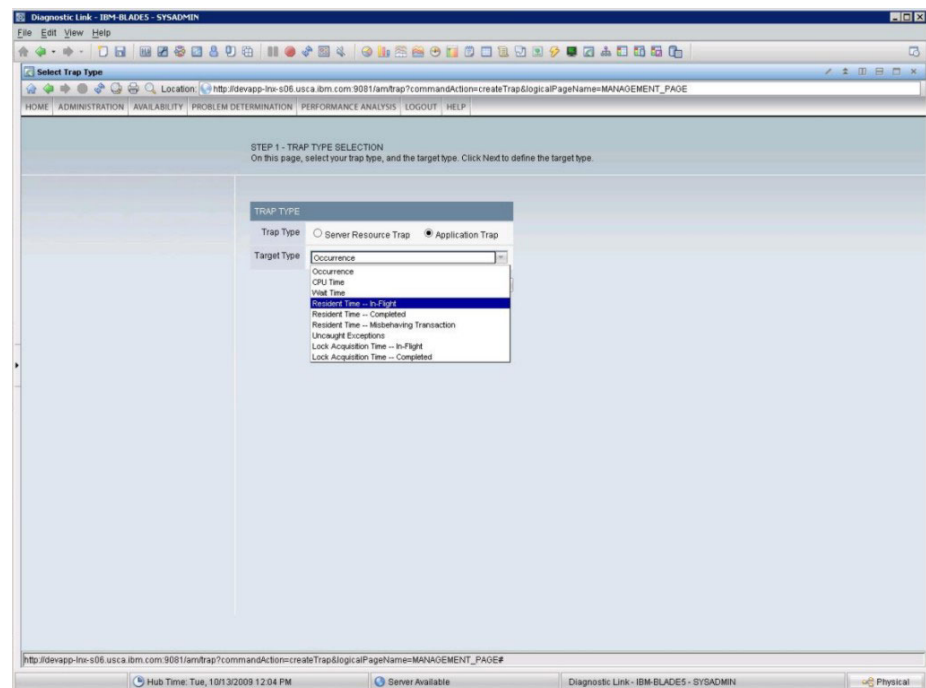 Diagnostic Link - IBM-BLADE5 - SYSADMIN
File Edit View Help
Select Trap Type
Location: http://devapp-lnx-s06.usca.ibm.com:9081/am/trap?commandAction=createTrap&logicalPageName=MANAGEMENT_PAGE
HOME ADMINISTRATION AVAILABILITY PROBLEM DETERMINATION PERFORMANCE ANALYSIS LOGOUT HELP
STEP 1 - TRAP TYPE SELECTION
On this page, select your trap type, and the target type. Click Next to define the target type.
TRAP TYPE
Trap Type Server Resource Trap Application Trap
Target Type Occurrence
Occurrence
CPU Time
Wait Time
Resident Time -- In-Flight
Resident Time -- Completed
Resident Time -- Misbehaving Transaction
Uncaught Exceptions
Lock Acquisition Time -- In-Flight
Lock Acquisition Time -- Completed
http://devapp-lnx-s06.usca.ibm.com:9081/am/trap?commandAction=createTrap&logicalPageName=MANAGEMENT_PAGE#
Hub Time: Tue, 10/13/2009 12:04 PM Server Available Diagnostic Link - IBM-BLADE5 - SYSADMIN Physical